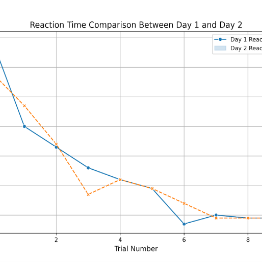 Reaction Time Comparison Between Day 1 and Day 2
Day 1 Reac
Day 2 Reac
2
4
6
8
Trial Number